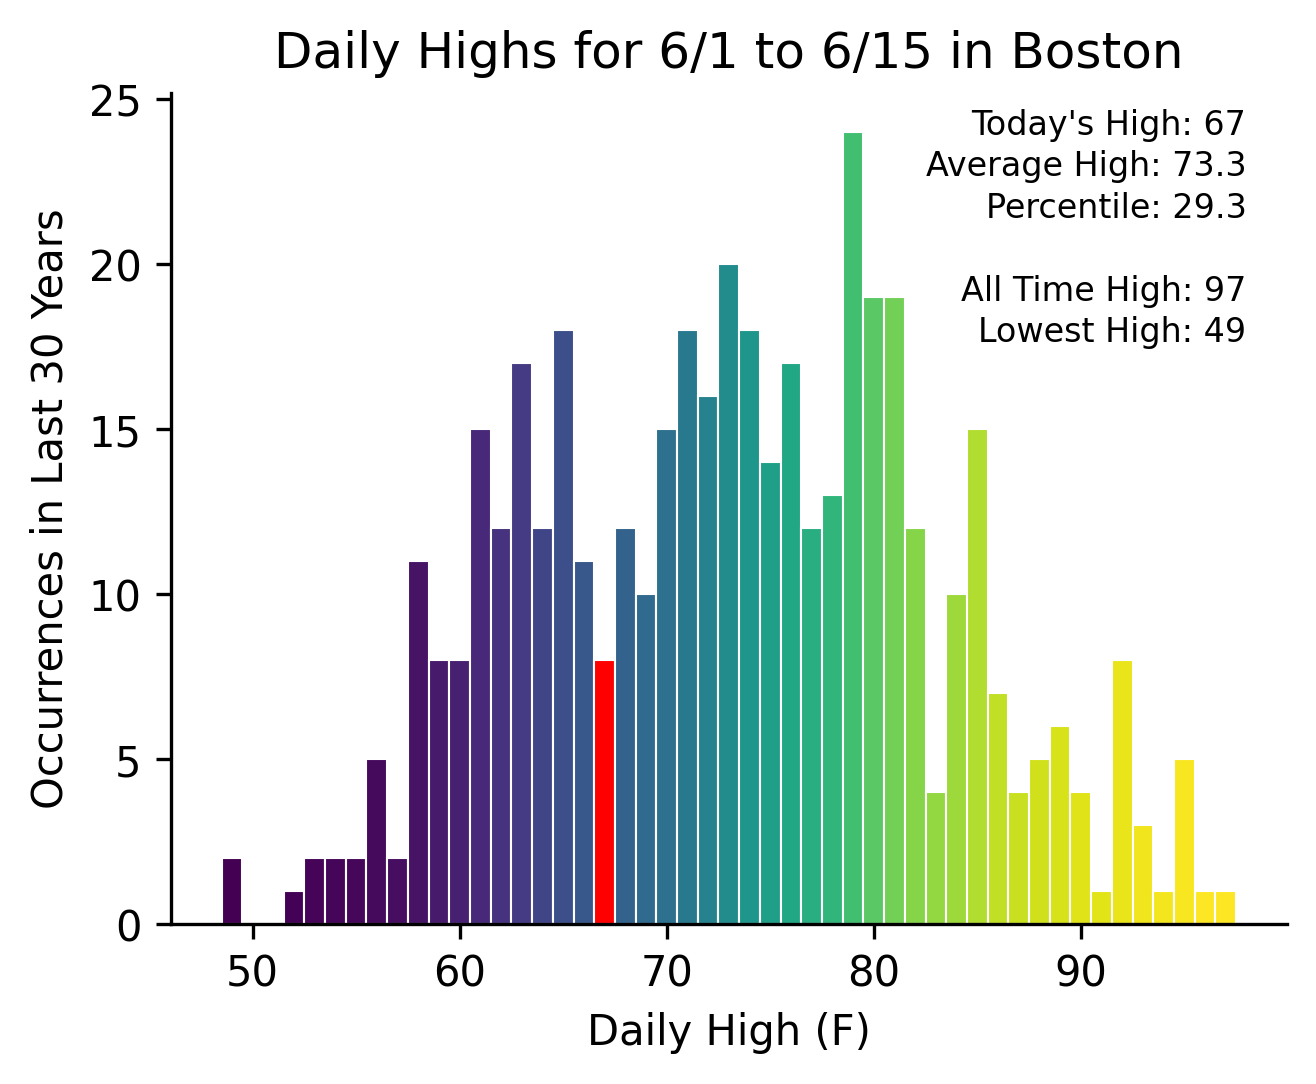 Daily Highs for 6/1 to 6/15 in Boston
Today's High: 67
Average High: 73.3
Percentile: 29.3
All Time High: 97
Lowest High: 49
Occurrences in Last 30 Years
25
20
15
10
5
0
50 60 70 80 90
Daily High (F)